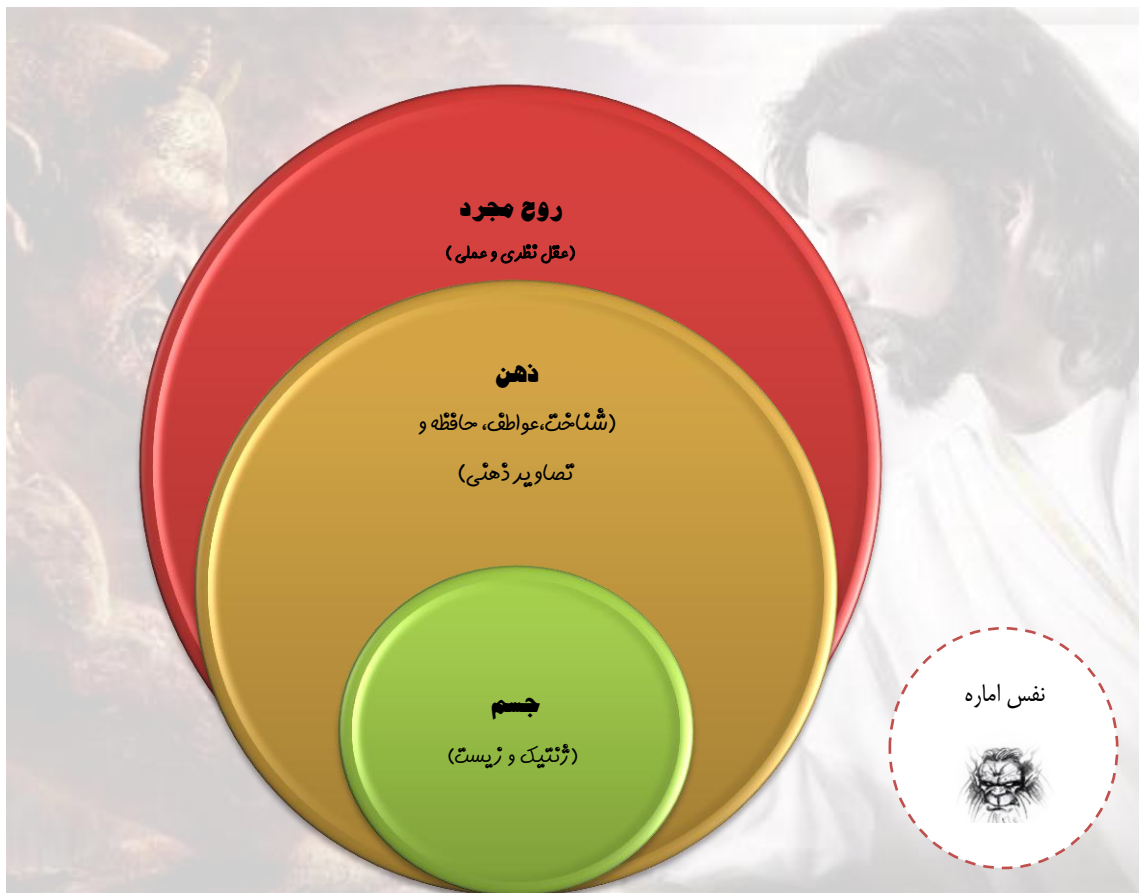 روح مجرد
(عقل نظری و عملی)
ذهن
(شناخت،عواطف، حافظه و
تصاویر ذهنی)
جسم
(ژنتیک و زیست)
نفس اماره